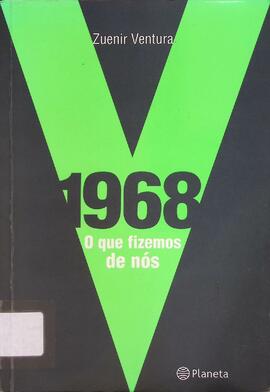 Zuenir Ventura
1968
O que fizemos
de nós
Planeta